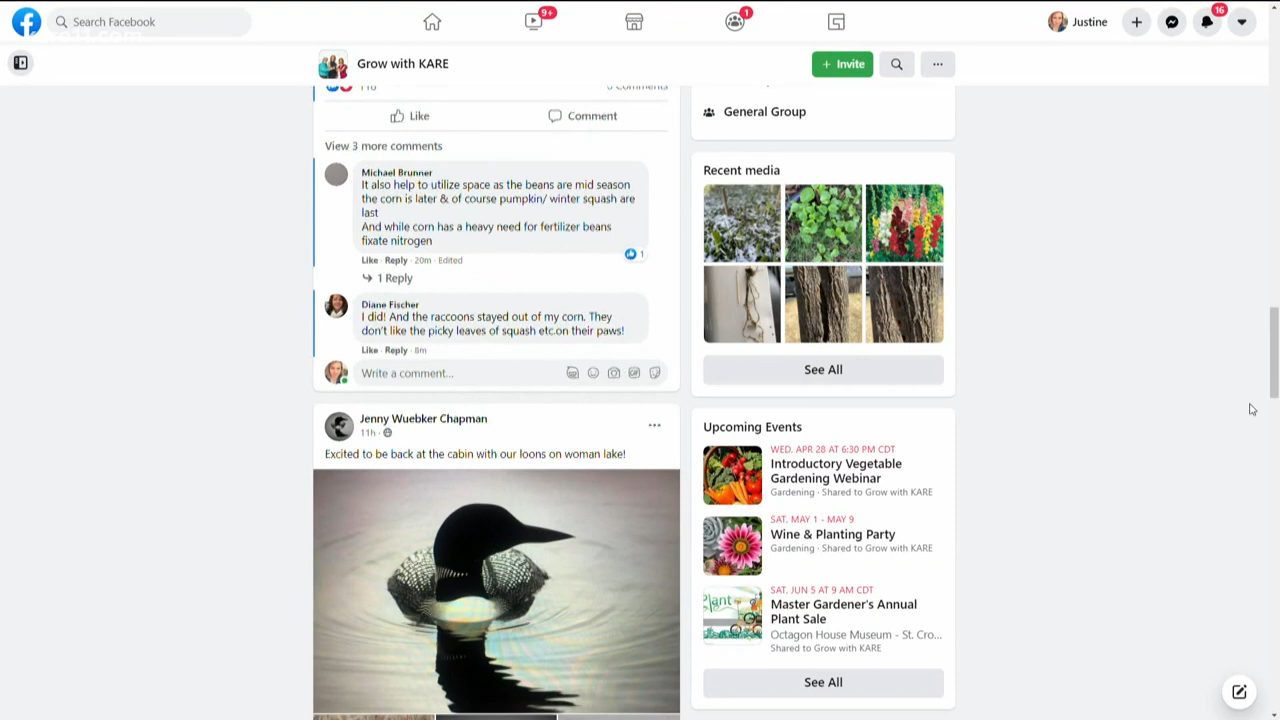 Search Facebook
9+
1
Justine
16
Grow with KARE
+ Invite
116
6 Comments
Like
Comment
View 3 more comments
Michael Brunner
It also help to utilize space as the beans are mid season
the corn is later & of course pumpkin/ winter squash are
last
And while corn has a heavy need for fertilizer beans
fixate nitrogen
Like · Reply · 20m · Edited
1
1 Reply
Diane Fischer
I did! And the raccoons stayed out of my corn. They
don't like the picky leaves of squash etc.on their paws!
Like · Reply · 8m
Write a comment...
GIF
Jenny Wuebker Chapman
11h ·
Excited to be back at the cabin with our loons on woman lake!
General Group
Recent media
See All
Upcoming Events
WED, APR 28 AT 6:30 PM CDT
Introductory Vegetable
Gardening Webinar
Gardening · Shared to Grow with KARE
SAT, MAY 1 - MAY 9
Wine & Planting Party
Gardening · Shared to Grow with KARE
Plant
SAT, JUN 5 AT 9 AM CDT
Master Gardener's Annual
Plant Sale
Octagon House Museum - St. Cro...
Shared to Grow with KARE
See All